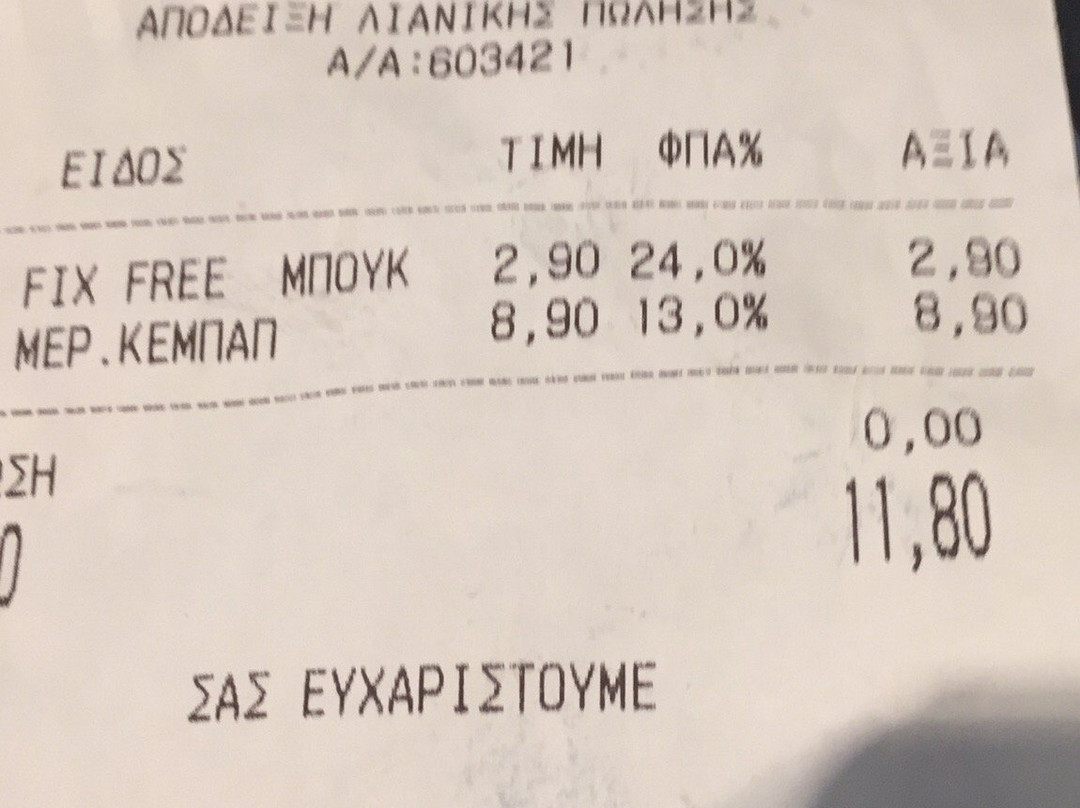 ΑΠΟΔΕΙΞΗ ΛΙΑΝΙΚΗΣ ΠΩΛΗΣΗΣ
Α/Α:603421
ΕΙΔΟΣ ΤΙΜΗ ΦΠΑ% ΑΞΙΑ
FIX FREE ΜΠΟΥΚ 2,90 24,0% 2,90
ΜΕΡ.ΚΕΜΠΑΠ 8,90 13,0% 8,90
ΣΗ 0,00
11,80
ΣΑΣ ΕΥΧΑΡΙΣΤΟΥΜΕ